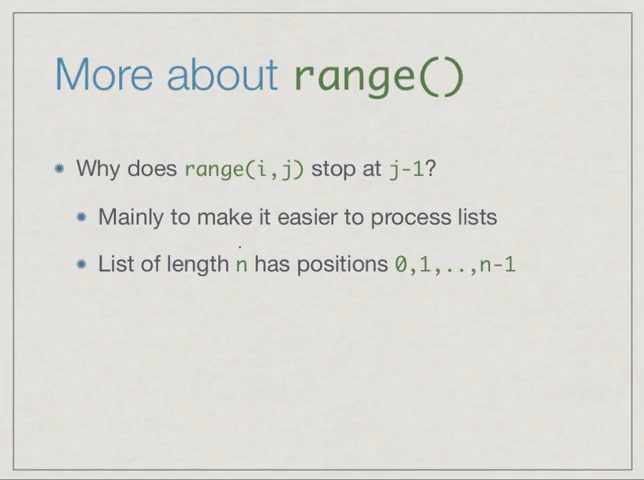 More about range()
Why does range(i,j) stop at j-1?
Mainly to make it easier to process lists
List of length n has positions 0,1,..,n-1